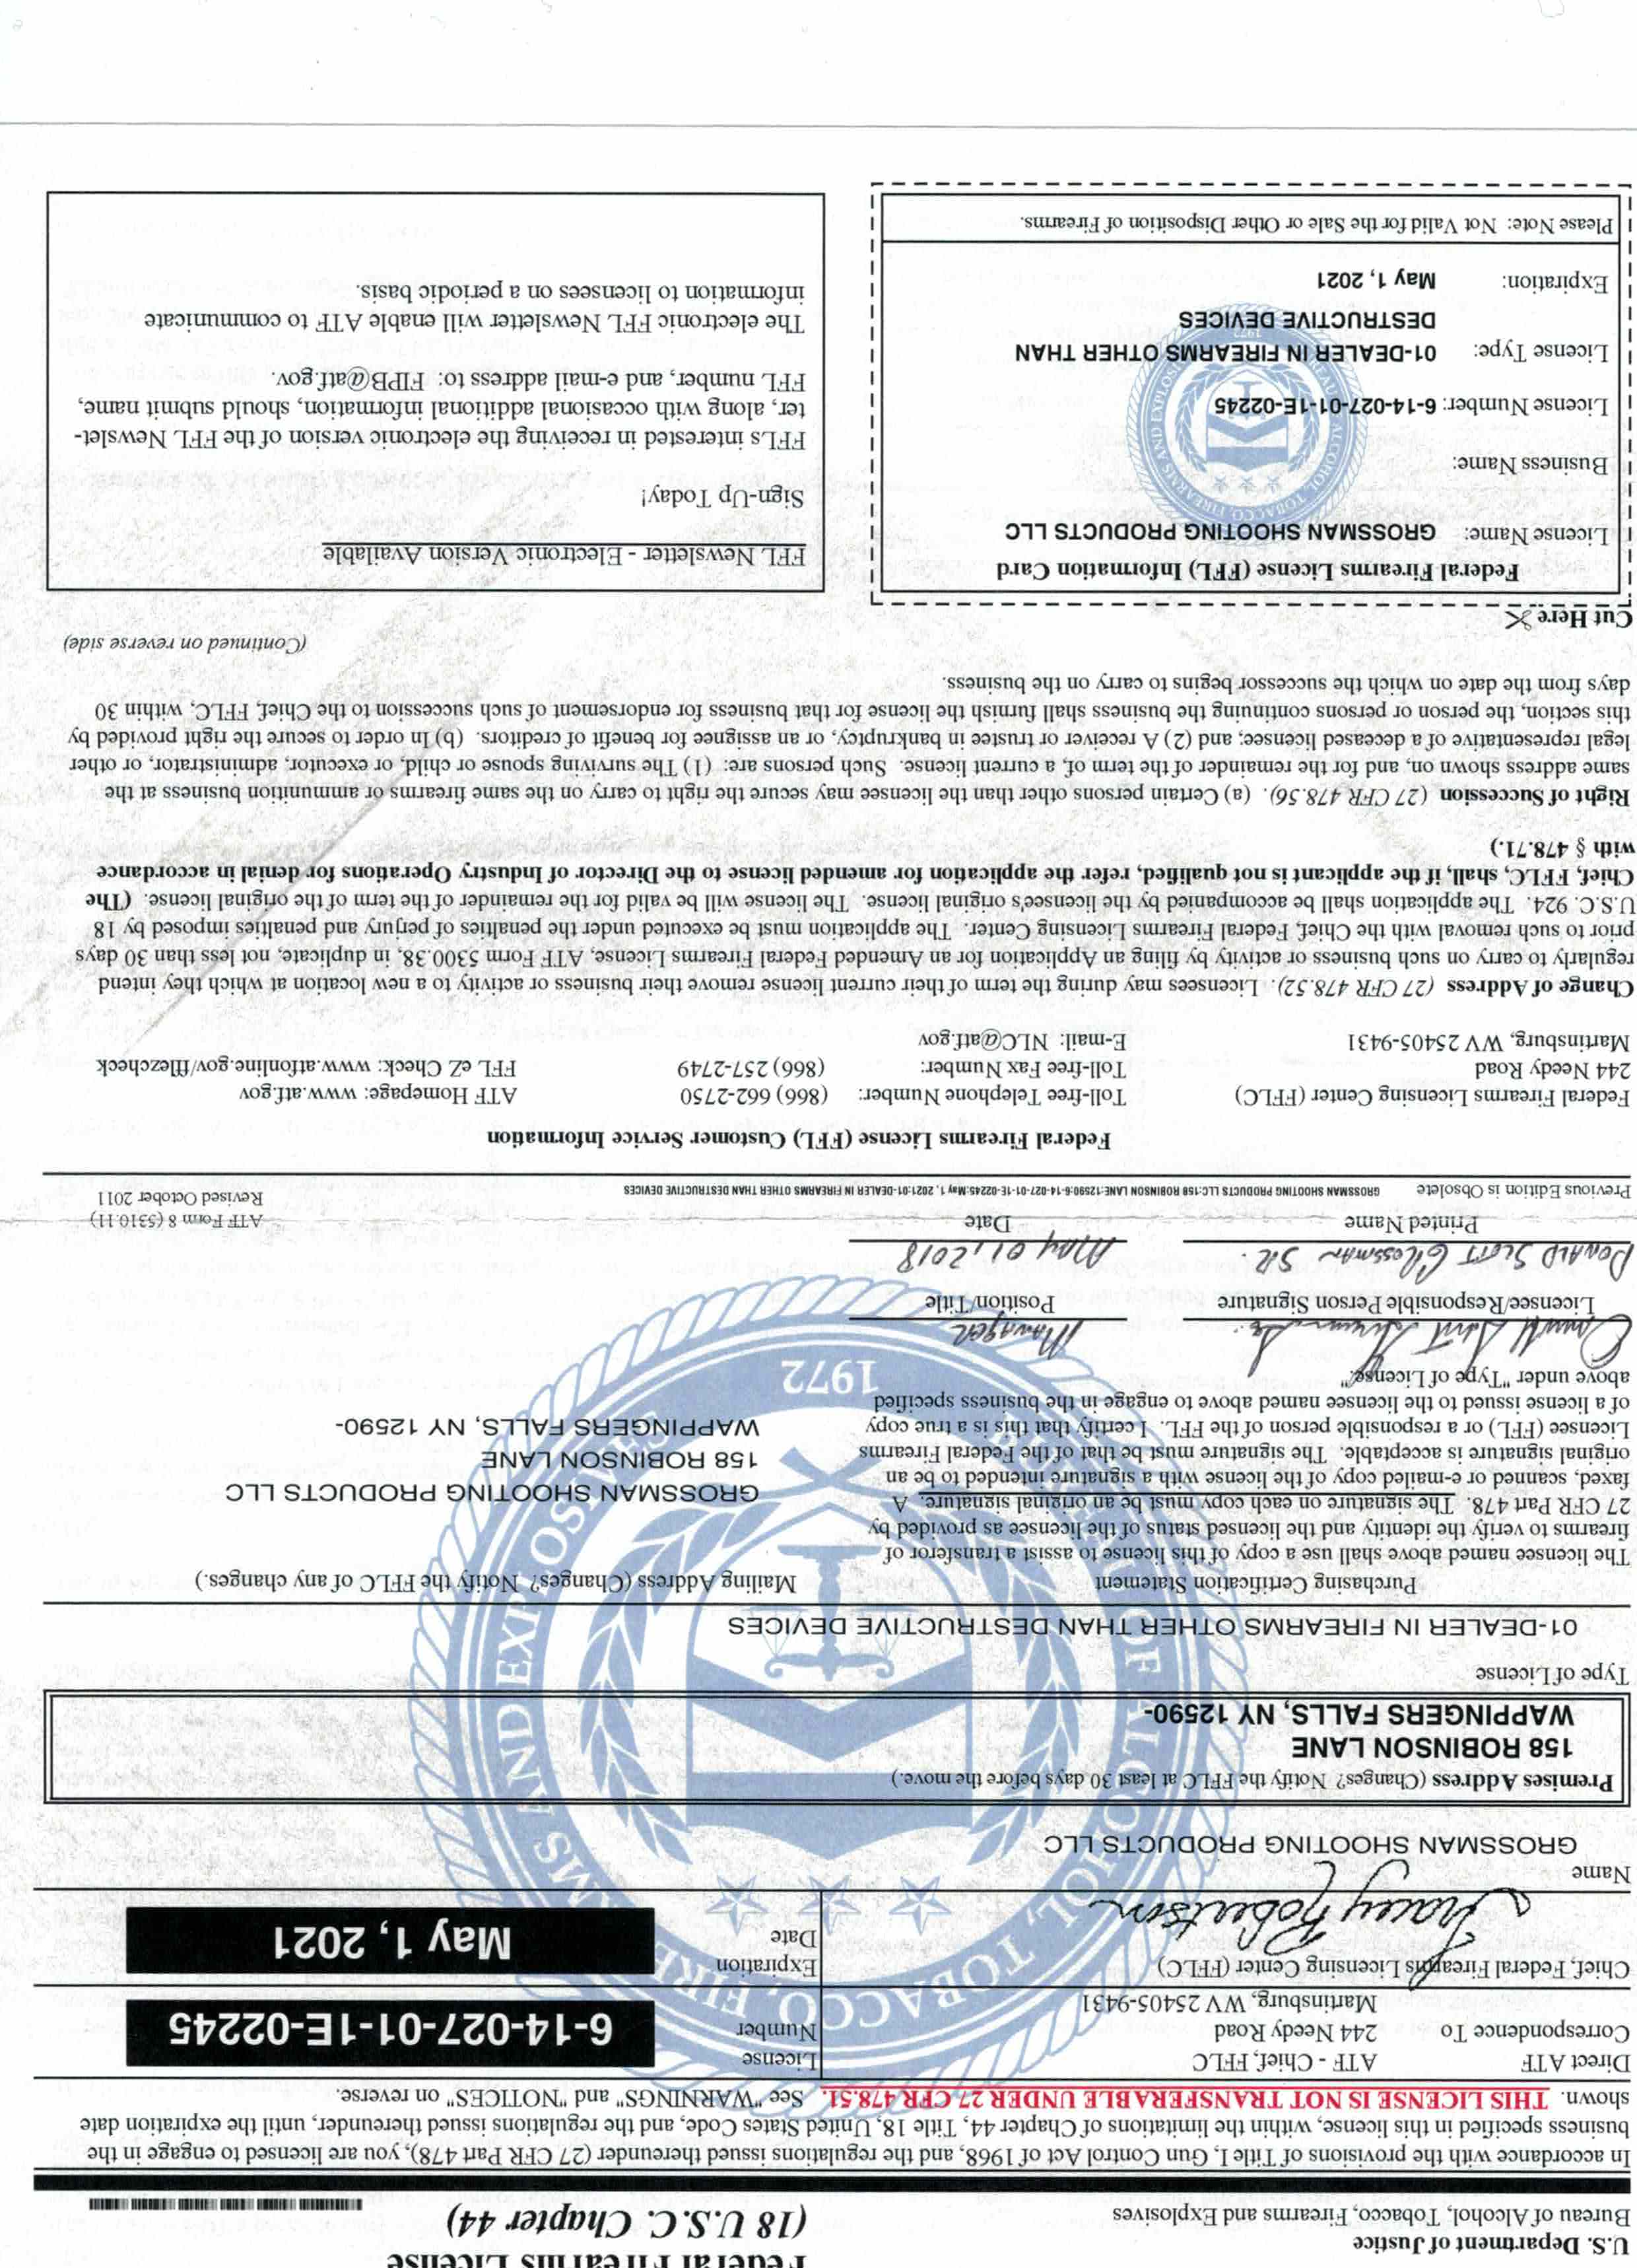 Federal Firearms License
U.S. Department of Justice
Bureau of Alcohol, Tobacco, Firearms and Explosives
(18 U.S.C. Chapter 44)
In accordance with the provisions of Title I, Gun Control Act of 1968, and the regulations issued thereunder (27 CFR Part 478), you are licensed to engage in the
business specified in this license, within the limitations of Chapter 44, Title 18, United States Code, and the regulations issued thereunder, until the expiration date
shown. THIS LICENSE IS NOT TRANSFERABLE UNDER 27 CFR 478.51. See "WARNINGS" and "NOTICES" on reverse.
Direct ATF
Correspondence To
ATF - Chief, FFLC
244 Needy Road
Martinsburg, WV 25405-9431
License
Number
6-14-027-01-1E-02245
Chief, Federal Firearms Licensing Center (FFLC)
Tracey Robertson
Expiration
Date
May 1, 2021
Name
GROSSMAN SHOOTING PRODUCTS LLC
Premises Address (Changes? Notify the FFLC at least 30 days before the move.)
158 ROBINSON LANE
WAPPINGERS FALLS, NY 12590-
Type of License
01-DEALER IN FIREARMS OTHER THAN DESTRUCTIVE DEVICES
Purchasing Certification Statement
The licensee named above shall use a copy of this license to assist a transferor of
firearms to verify the identity and the licensed status of the licensee as provided by
27 CFR Part 478. The signature on each copy must be an original signature. A
faxed, scanned or e-mailed copy of the license with a signature intended to be an
original signature is acceptable. The signature must be that of the Federal Firearms
Licensee (FFL) or a responsible person of the FFL. I certify that this is a true copy
of a license issued to the licensee named above to engage in the business specified
above under "Type of License."
Mailing Address (Changes? Notify the FFLC of any changes.)
GROSSMAN SHOOTING PRODUCTS LLC
158 ROBINSON LANE
WAPPINGERS FALLS, NY 12590-
1972
MANAGER
Licensee/Responsible Person Signature
Position/Title
DONALD SCOTT GROSSMAN SR.
MAY 01, 2018
Printed Name
Date
ATF Form 8 (5310.11)
Revised October 2011
Previous Edition is Obsolete
GROSSMAN SHOOTING PRODUCTS LLC:158 ROBINSON LANE:12590:6-14-027-01-1E-02245:May 1, 2021:01-DEALER IN FIREARMS OTHER THAN DESTRUCTIVE DEVICES
Federal Firearms License (FFL) Customer Service Information
Federal Firearms Licensing Center (FFLC)
244 Needy Road
Martinsburg, WV 25405-9431
Toll-free Telephone Number: (866) 662-2750
Toll-free Fax Number: (866) 257-2749
E-mail: NLC@atf.gov
ATF Homepage: www.atf.gov
FFL eZ Check: www.atfonline.gov/fflezcheck
Change of Address (27 CFR 478.52). Licensees may during the term of their current license remove their business or activity to a new location at which they intend
regularly to carry on such business or activity by filing an Application for an Amended Federal Firearms License, ATF Form 5300.38, in duplicate, not less than 30 days
prior to such removal with the Chief, Federal Firearms Licensing Center. The application must be executed under the penalties of perjury and penalties imposed by 18
U.S.C. 924. The application shall be accompanied by the licensee's original license. The license will be valid for the remainder of the term of the original license. (The
Chief, FFLC, shall, if the applicant is not qualified, refer the application for amended license to the Director of Industry Operations for denial in accordance
with § 478.71.)
Right of Succession (27 CFR 478.56). (a) Certain persons other than the licensee may secure the right to carry on the same firearms or ammunition business at the
same address shown on, and for the remainder of the term of, a current license. Such persons are: (1) The surviving spouse or child, or executor, administrator, or other
legal representative of a deceased licensee; and (2) A receiver or trustee in bankruptcy, or an assignee for benefit of creditors. (b) In order to secure the right provided by
this section, the person or persons continuing the business shall furnish the license for that business for endorsement of such succession to the Chief, FFLC, within 30
days from the date on which the successor begins to carry on the business.
(Continued on reverse side)
Cut Here
Federal Firearms License (FFL) Information Card
License Name: GROSSMAN SHOOTING PRODUCTS LLC
Business Name:
License Number: 6-14-027-01-1E-02245
License Type: 01-DEALER IN FIREARMS OTHER THAN
DESTRUCTIVE DEVICES
Expiration: May 1, 2021
Please Note: Not Valid for the Sale or Other Disposition of Firearms.
FFL Newsletter - Electronic Version Available
Sign-Up Today!
FFLs interested in receiving the electronic version of the FFL Newslet-
ter, along with occasional additional information, should submit name,
FFL number, and e-mail address to: FIPB@atf.gov.
The electronic FFL Newsletter will enable ATF to communicate
information to licensees on a periodic basis.